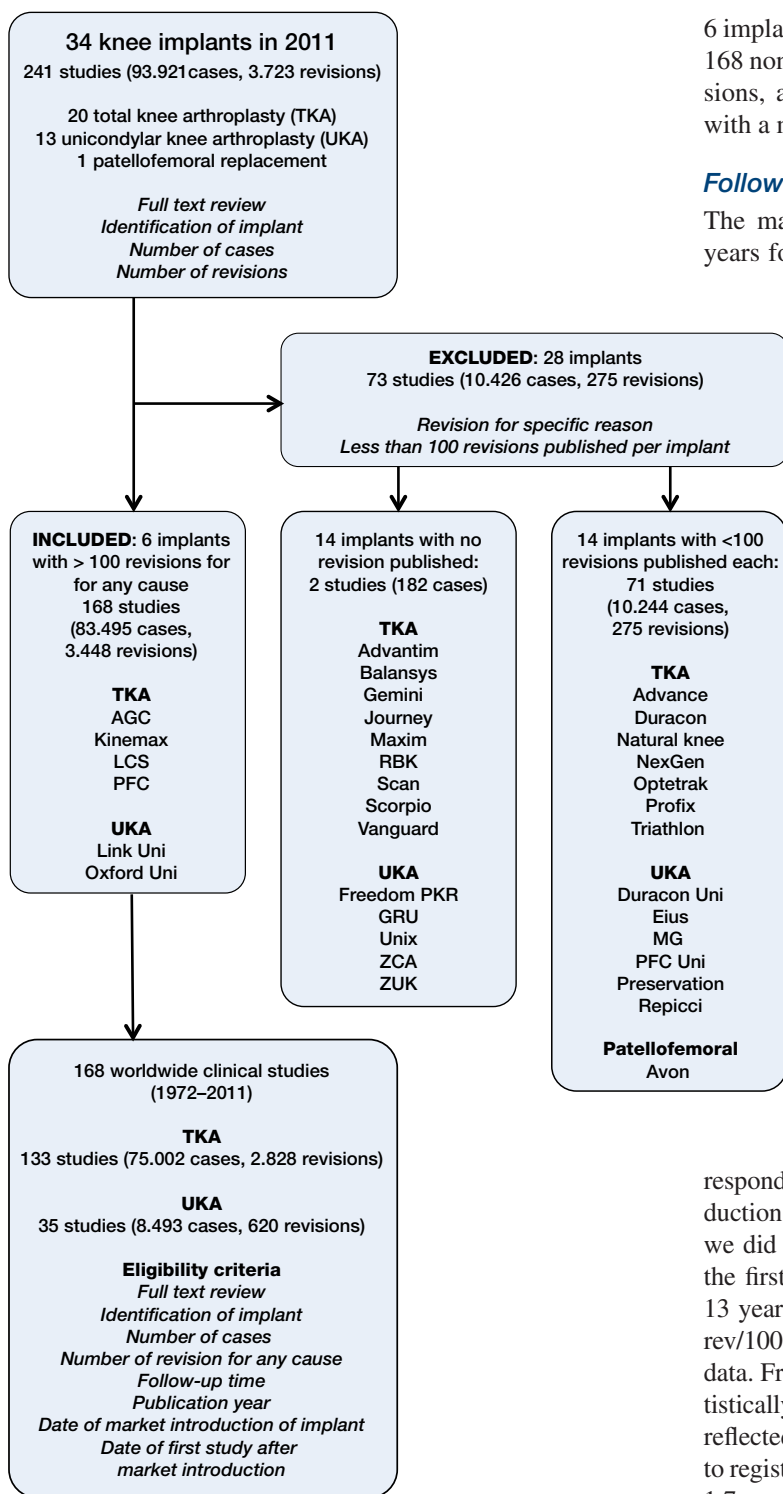 34 knee implants in 2011
241 studies (93.921cases, 3.723 revisions)
20 total knee arthroplasty (TKA)
13 unicondylar knee arthroplasty (UKA)
1 patellofemoral replacement
Full text review
Identification of implant
Number of cases
Number of revisions
EXCLUDED: 28 implants
73 studies (10.426 cases, 275 revisions)
Revision for specific reason
Less than 100 revisions published per implant
INCLUDED: 6 implants
with > 100 revisions for
for any cause
168 studies
(83.495 cases,
3.448 revisions)
TKA
AGC
Kinemax
LCS
PFC
UKA
Link Uni
Oxford Uni
14 implants with no
revision published:
2 studies (182 cases)
TKA
Advantim
Balansys
Gemini
Journey
Maxim
RBK
Scan
Scorpio
Vanguard
UKA
Freedom PKR
GRU
Unix
ZCA
ZUK
14 implants with <100
revisions published each:
71 studies
(10.244 cases,
275 revisions)
TKA
Advance
Duracon
Natural knee
NexGen
Optetrak
Profix
Triathlon
UKA
Duracon Uni
Eius
MG
PFC Uni
Preservation
Repicci
Patellofemoral
Avon
168 worldwide clinical studies
(1972–2011)
TKA
133 studies (75.002 cases, 2.828 revisions)
UKA
35 studies (8.493 cases, 620 revisions)
Eligibility criteria
Full text review
Identification of implant
Number of cases
Number of revision for any cause
Follow-up time
Publication year
Date of market introduction of implant
Date of first study after
market introduction
6 impla
168 non
sions, a
with a m
Follow
The ma
years fo
respond
duction
we did
the first
13 year
rev/100
data. Fr
tistically
reflected
to regist